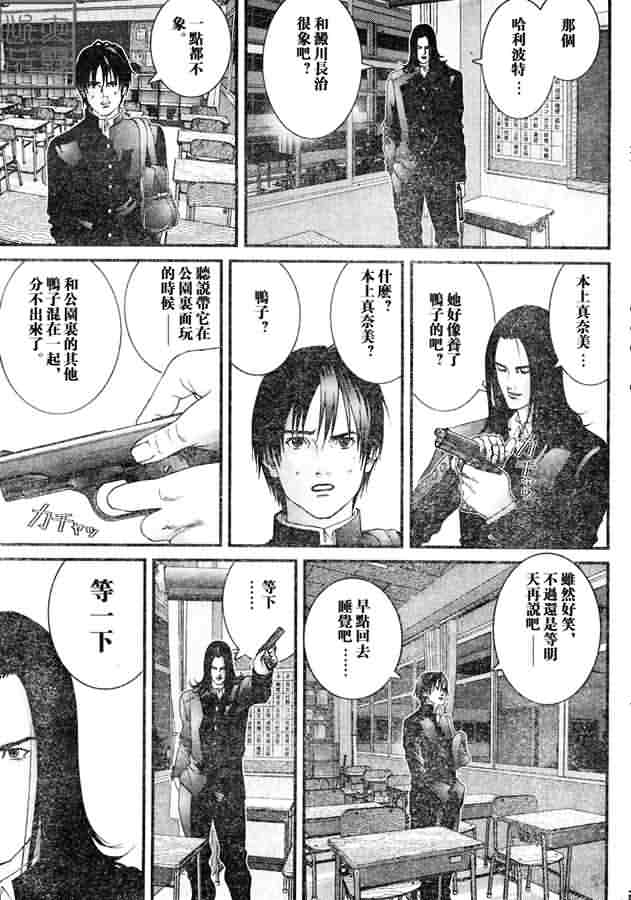 那個
哈利波特…
和澱川長治
很象吧？
一點都不
象。
本上真奈美…
她好像養了
鴨子的吧？
什麼？
本上真奈美？
鴨子？
聽説帶它在
公園裏面玩
的時候——
和公園裏的其他
鴨子混在一起，
分不出來了。
ガチャッ
雖然好笑，
不過還是等明
天再説吧——
早點回去
睡覺吧……
等下
……
等一下